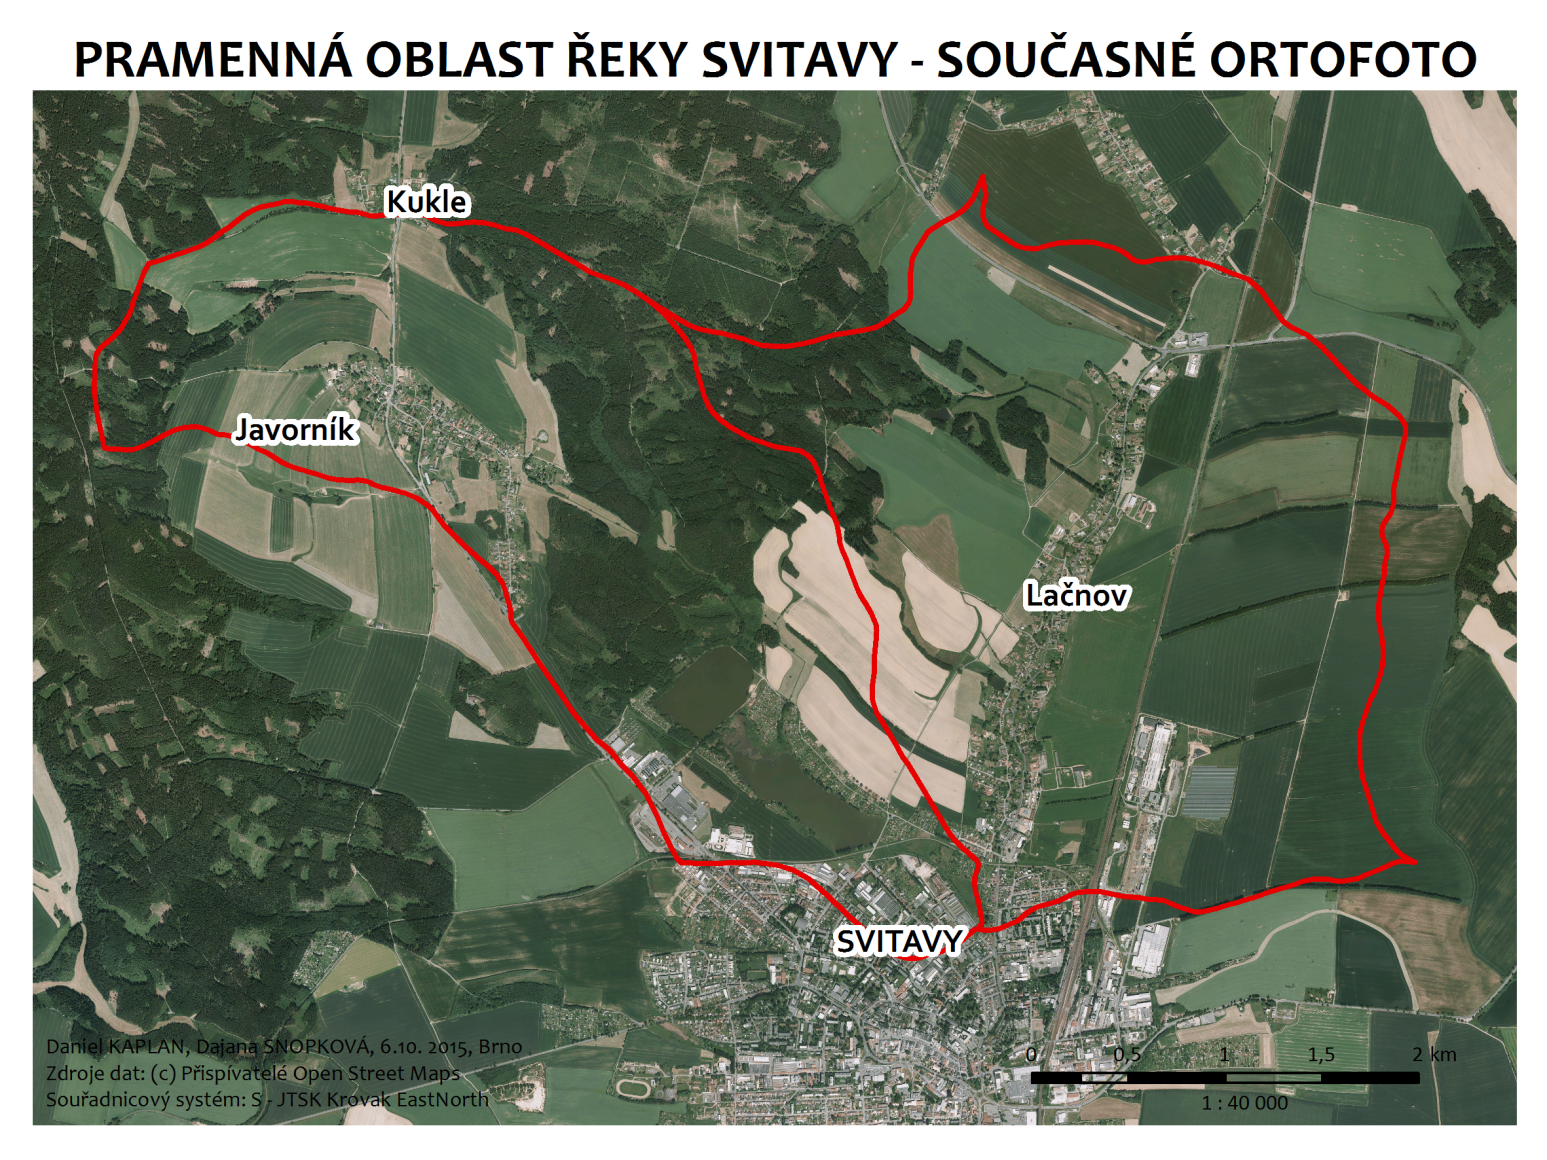 PRAMENNÁ OBLAST ŘEKY SVITAVY - SOUČASNÉ ORTOFOTO
Kukle
Javorník
Lačnov
SVITAVY
Daniel KAPLAN, Dajana SNOPKOVÁ, 6.10. 2015, Brno
Zdroje dat: (c) Přispívatelé Open Street Maps
Souřadnicový systém: S - JTSK Krovak EastNorth
0 0,5 1 1,5 2 km
1 : 40 000